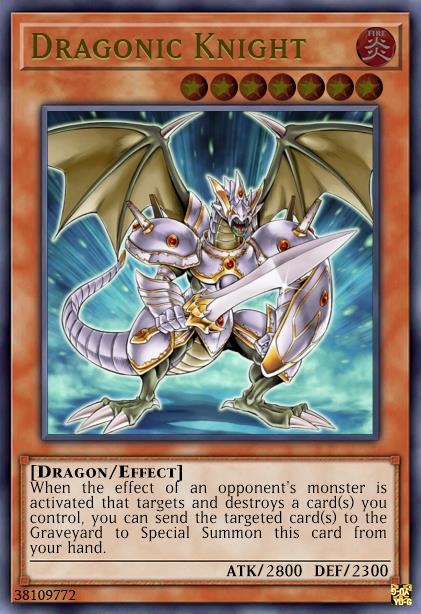 DRAGONIC KNIGHT
FIRE
炎
[DRAGON/EFFECT]
When the effect of an opponent's monster is
activated that targets and destroys a card(s) you
control, you can send the targeted card(s) to the
Graveyard to Special Summon this card from
your hand.
ATK/2800 DEF/2300
38109772